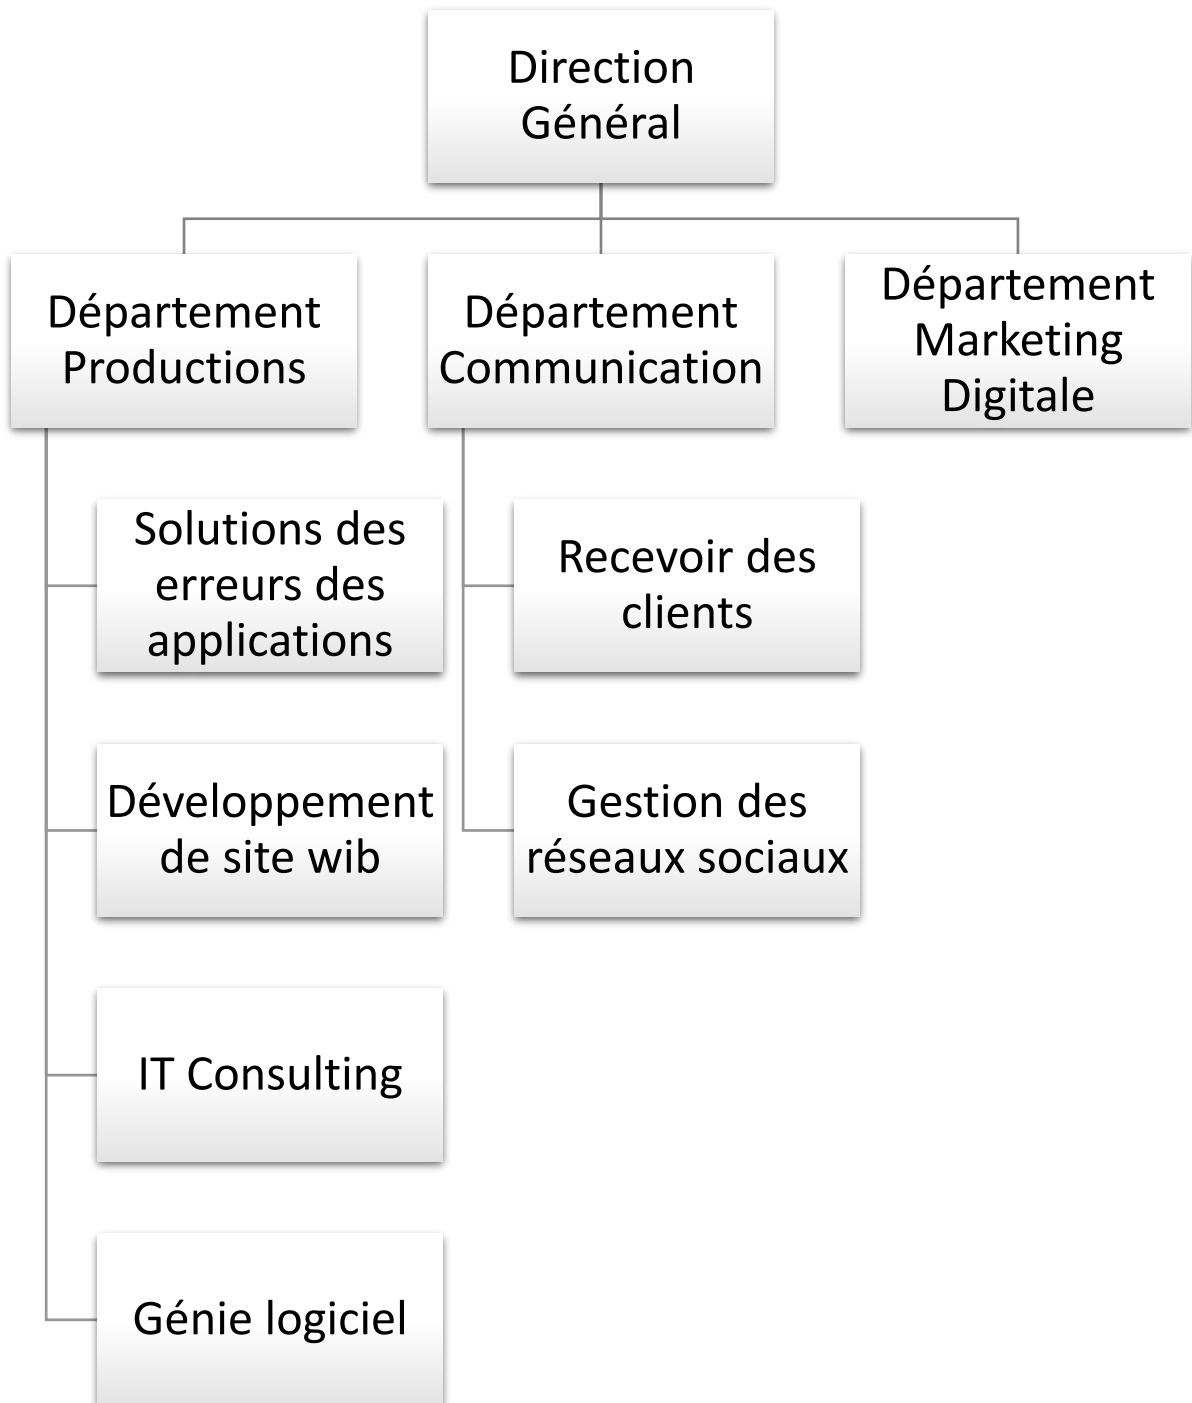 Direction
Général
Département
Productions
Département
Communication
Département
Marketing
Digitale
Solutions des
erreurs des
applications
Recevoir des
clients
Développement
de site wib
Gestion des
réseaux sociaux
IT Consulting
Génie logiciel